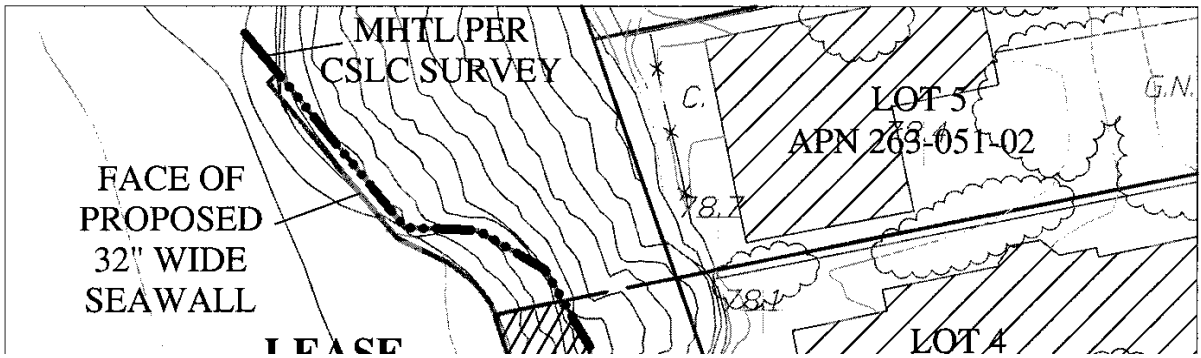 MHTL PER
CSLC SURVEY
FACE OF
PROPOSED
32" WIDE
SEAWALL
LEASE
C.
LOT 5
APN 263-051-02
G.N.
78.7
78.1
LOT 4